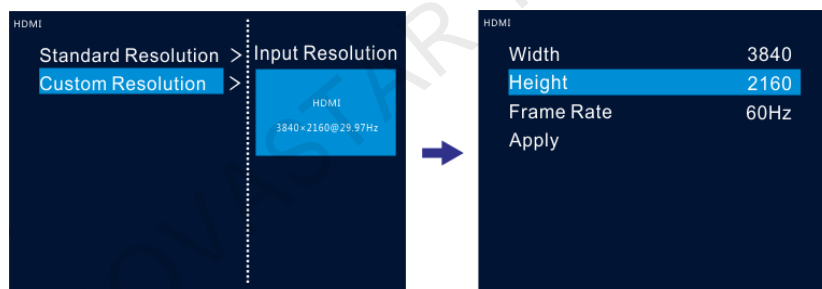 HDMI
Standard Resolution >
Custom Resolution >
Input Resolution
HDMI
3840×2160@29.97Hz
HDMI
Width 3840
Height 2160
Frame Rate 60Hz
Apply